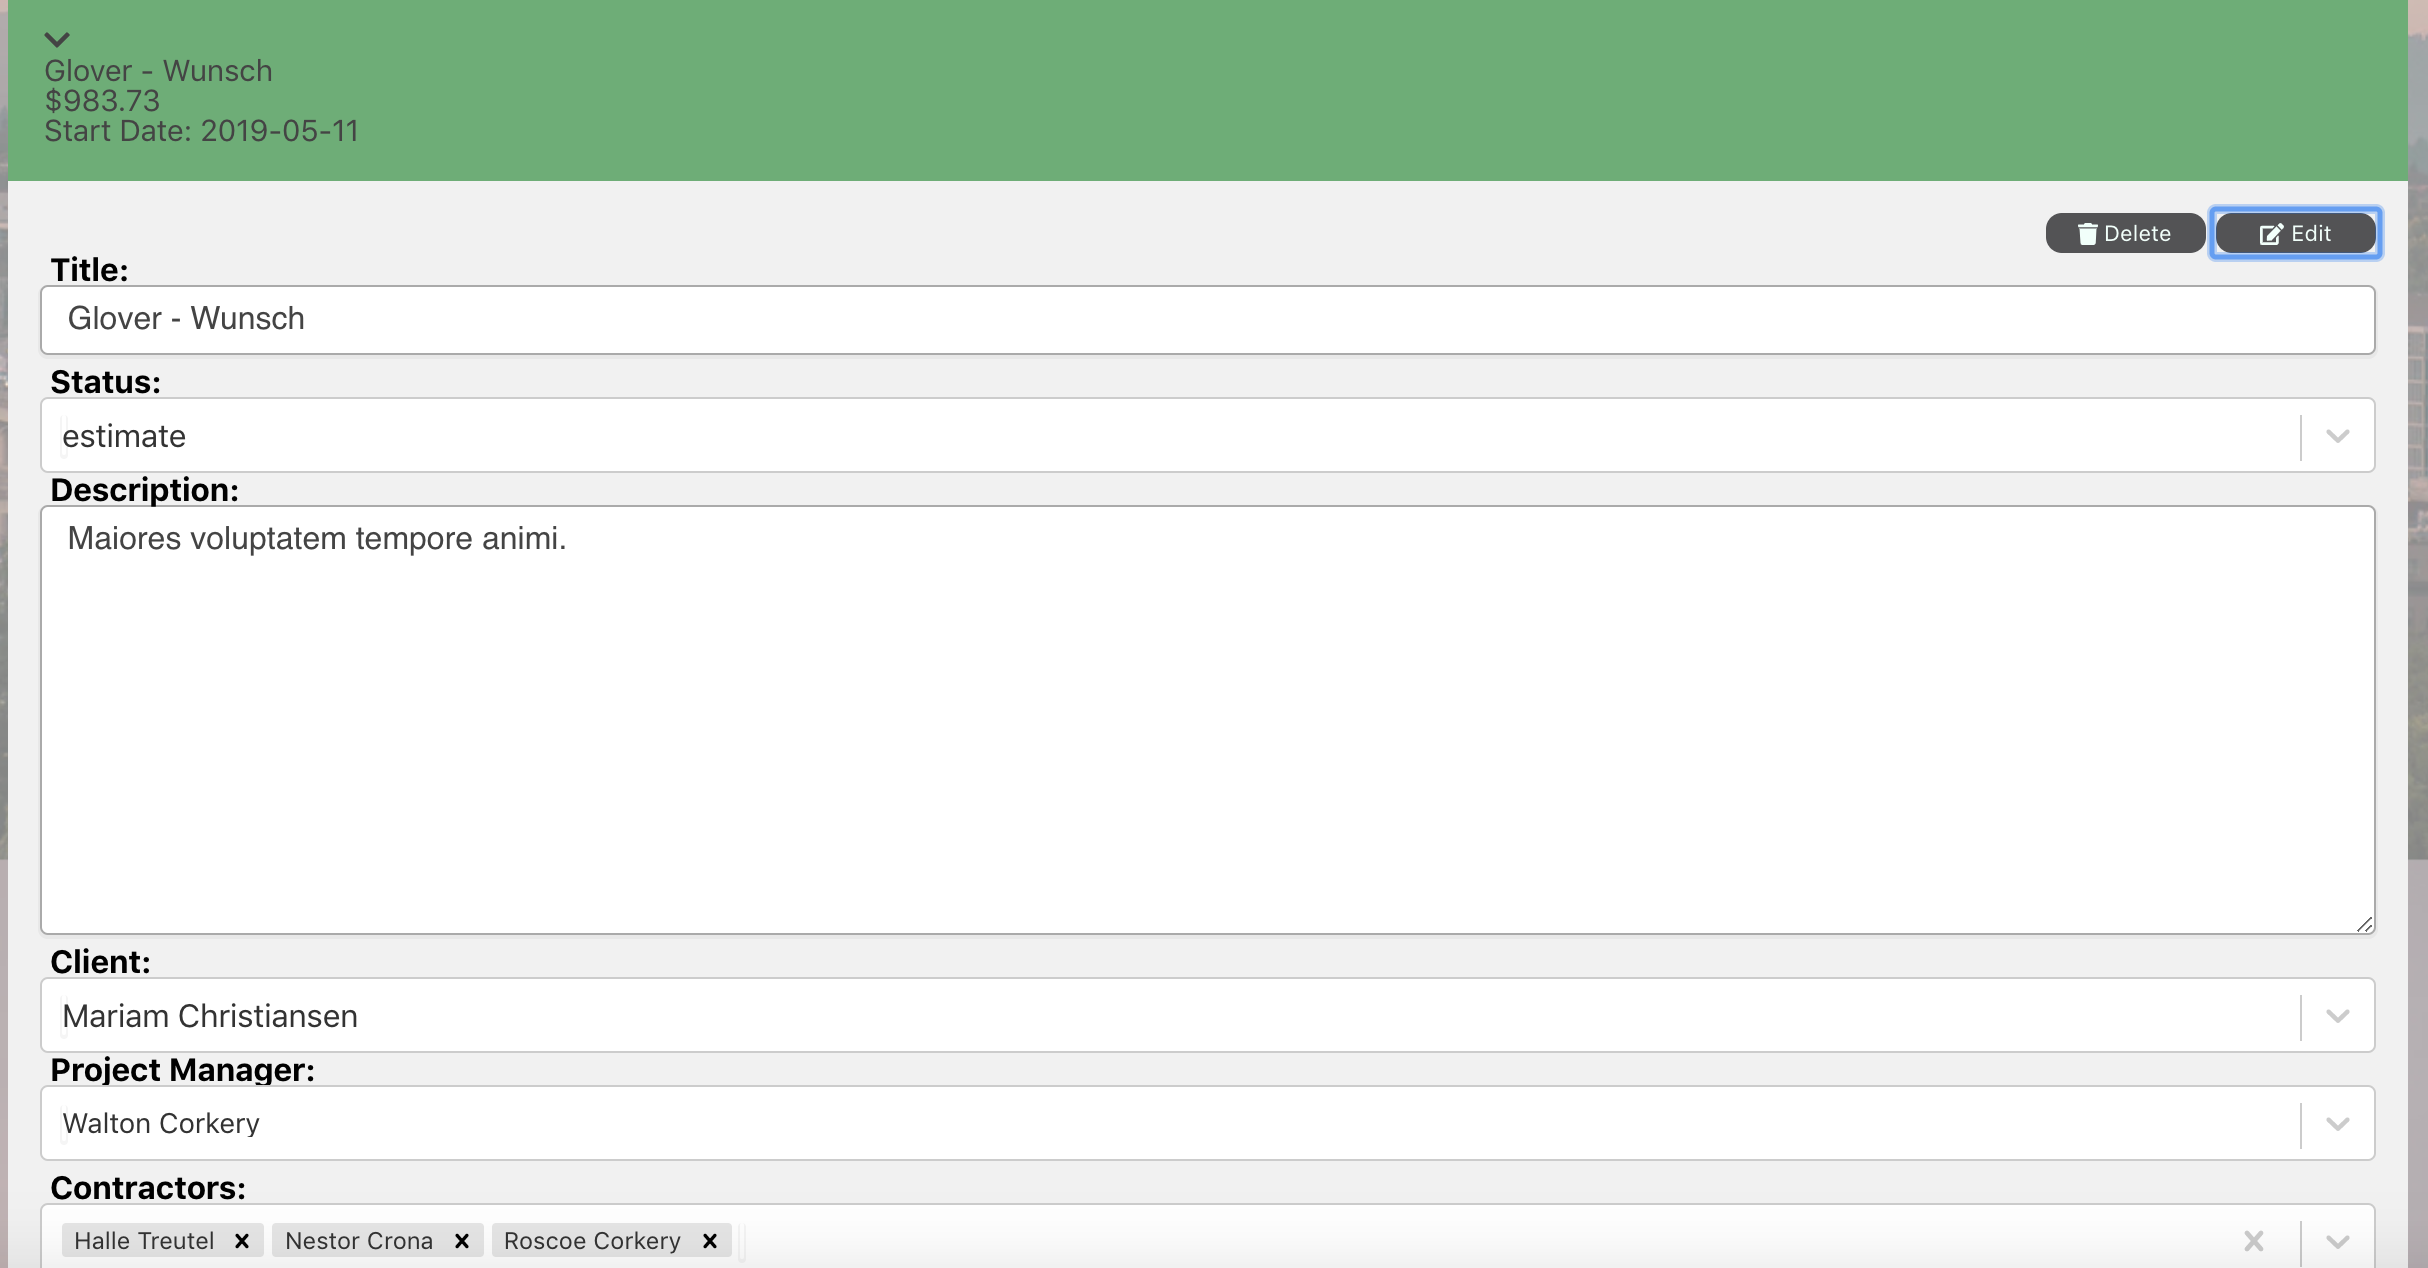 Glover - Wunsch
$983.73
Start Date: 2019-05-11
Delete Edit
Title:
Glover - Wunsch
Status:
estimate
Description:
Maiores voluptatem tempore animi.
Client:
Mariam Christiansen
Project Manager:
Walton Corkery
Contractors:
Halle Treutel Nestor Crona Roscoe Corkery